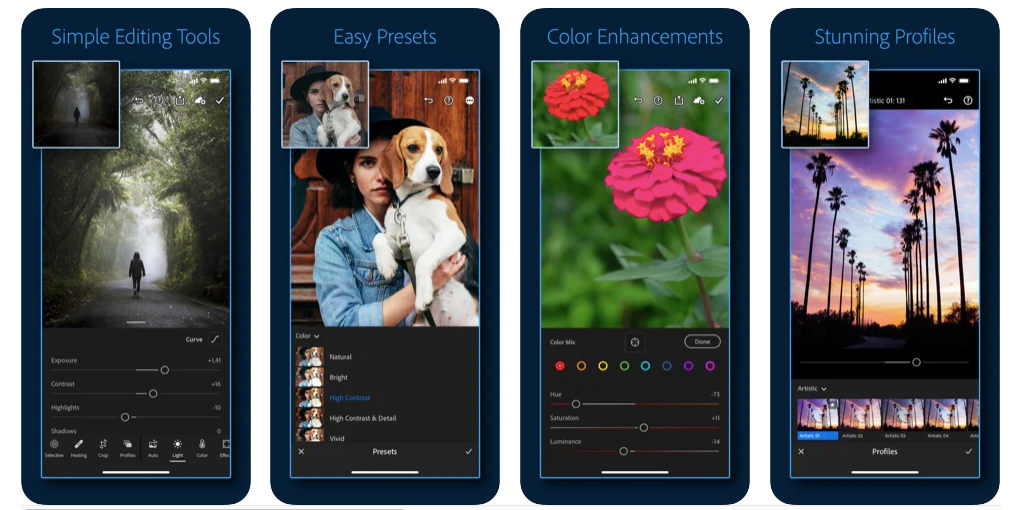 Simple Editing Tools
Curve
Exposure +1,41
Contrast +16
Highlights -10
Shadows 0
Selective Healing Crop Profiles Auto Light Color Effec
Easy Presets
Color
Natural
Bright
High Contrast
High Contrast & Detail
Vivid
Presets
Color Enhancements
Color Mix Done
Hue -73
Saturation +11
Luminance -14
Stunning Profiles
tistic 01: 131
Artistic
Artistic 01 Artistic 02 Artistic 03 Artistic 04 Artis
Profiles